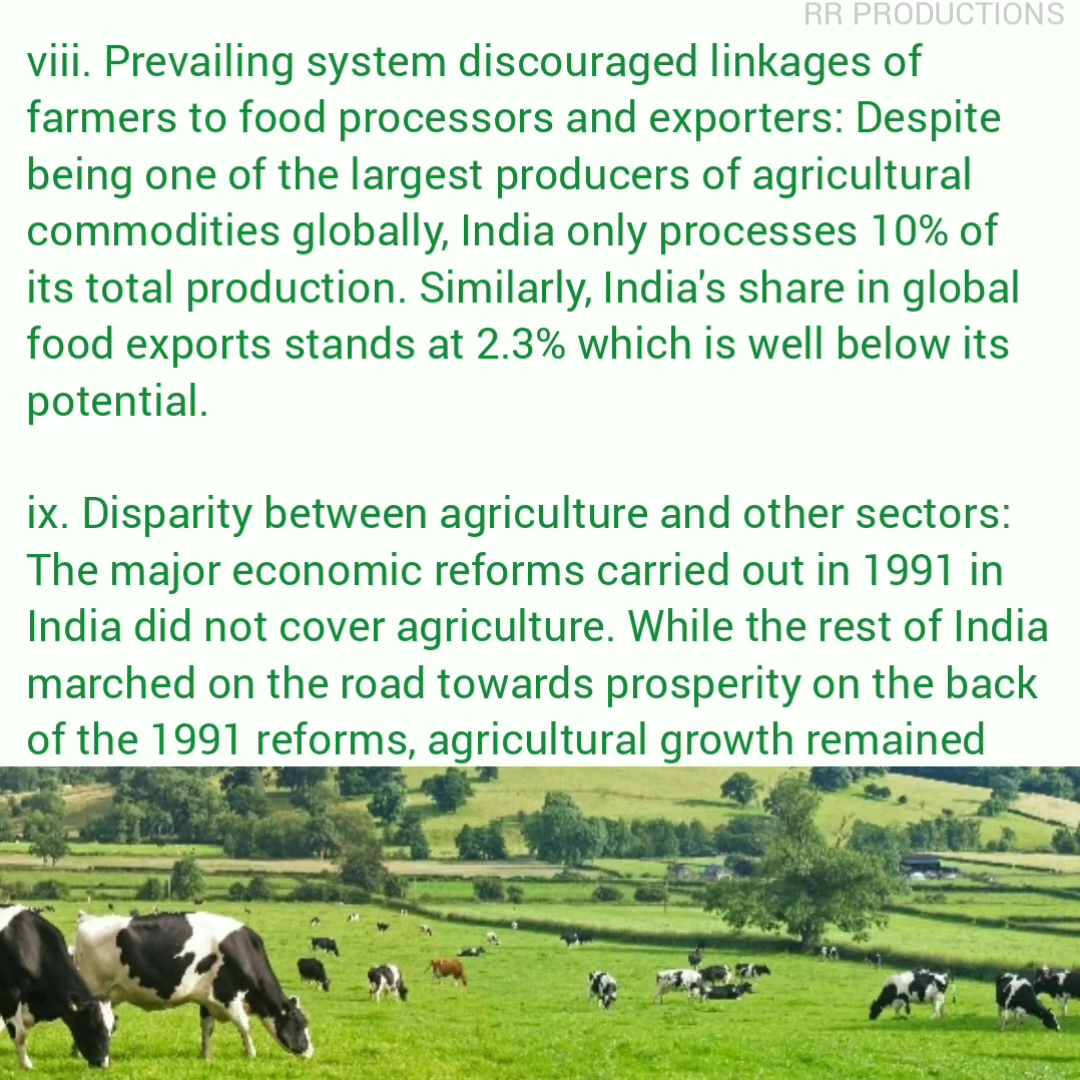 RR PRODUCTIONS
viii. Prevailing system discouraged linkages of
farmers to food processors and exporters: Despite
being one of the largest producers of agricultural
commodities globally, India only processes 10% of
its total production. Similarly, India's share in global
food exports stands at 2.3% which is well below its
potential.
ix. Disparity between agriculture and other sectors:
The major economic reforms carried out in 1991 in
India did not cover agriculture. While the rest of India
marched on the road towards prosperity on the back
of the 1991 reforms, agricultural growth remained